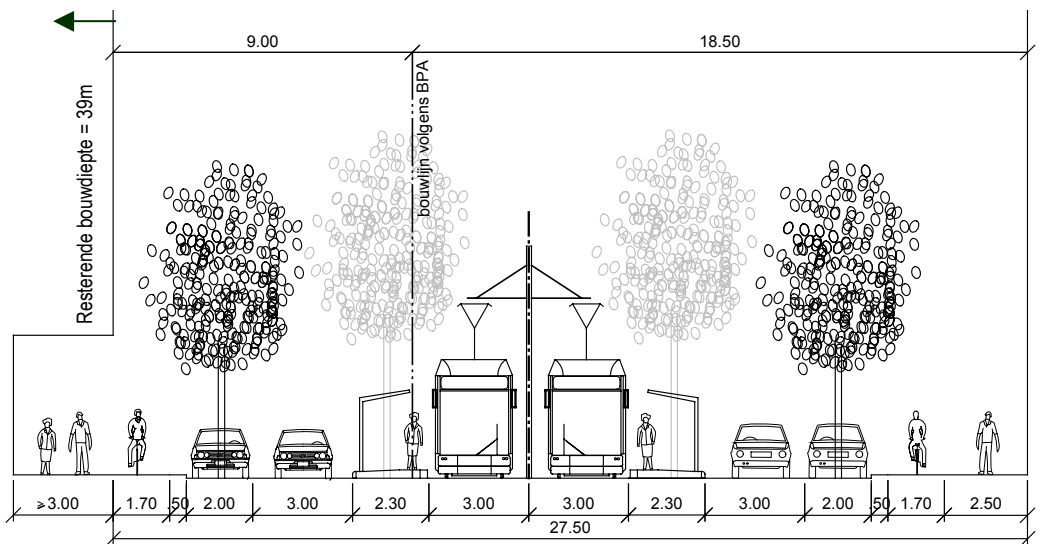 9.00
18.50
Resterende bouwdiepte = 39m
bouwlijn volgens BPA
≥3.00 1.70 .50 2.00 3.00 2.30 3.00 3.00 2.30 3.00 2.00 .50 1.70 2.50
27.50